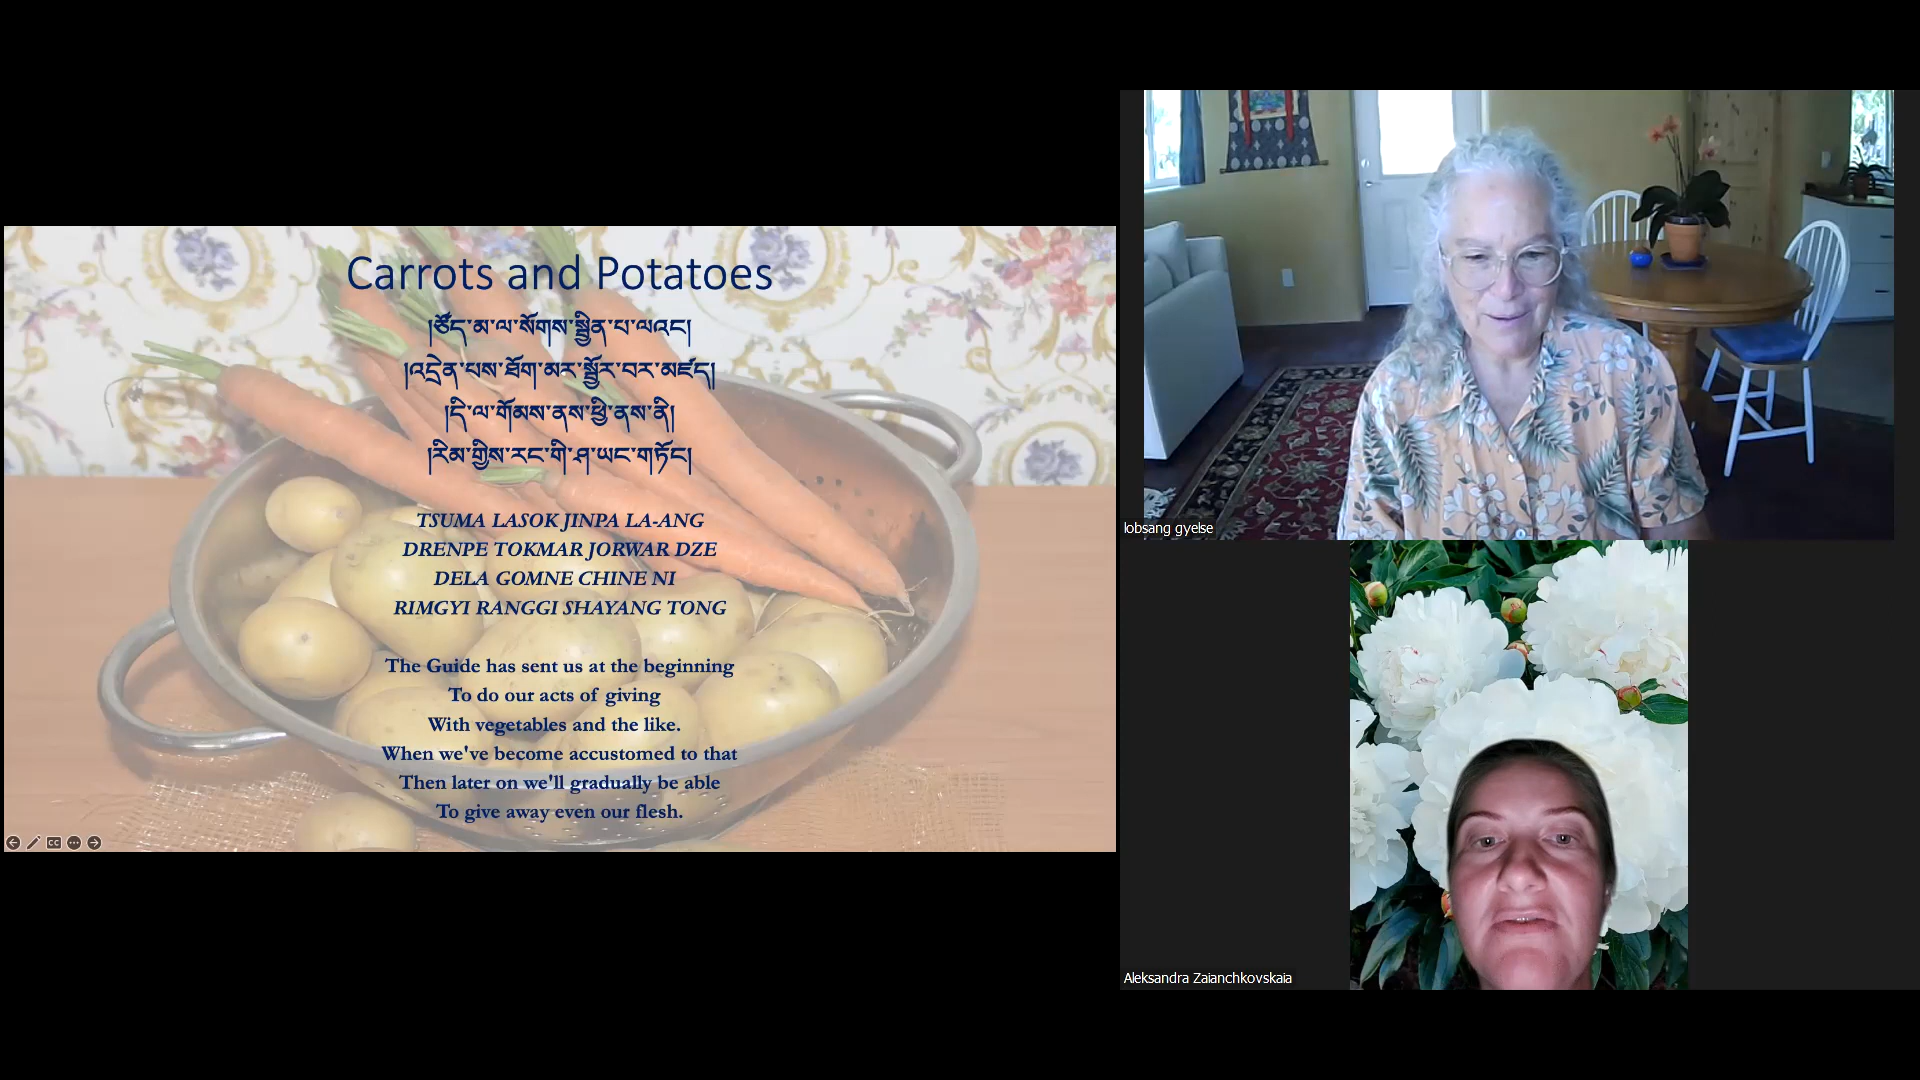 Carrots and Potatoes
།ཙོད་མ་ལ་སོགས་སྦྱིན་པ་ལའང།
།འདྲེན་པས་ཐོག་མར་སྦྱོར་བར་མཛད།
།དེ་ལ་གོམས་ནས་ཕྱི་ནས་ནི།
།རིམ་གྱིས་རང་གི་ཤ་ཡང་གཏོང།
TSUMA LASOK JINPA LA-ANG
DRENPE TOKMAR JORWAR DZE
DELA GOMNE CHINE NI
RIMGYI RANGGI SHAYANG TONG
The Guide has sent us at the beginning
To do our acts of giving
With vegetables and the like.
When we've become accustomed to that
Then later on we'll gradually be able
To give away even our flesh.
CC
lobsang gyelse
Aleksandra Zaianchkovskaia